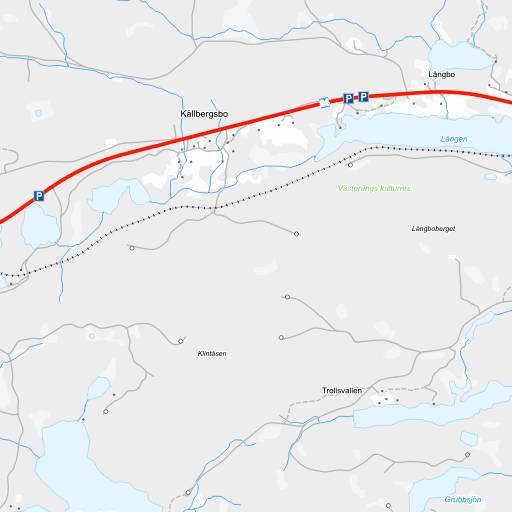 Långbo
P P
Källbergsbo
Längen
Västerängs kulturres
P
Långboberget
Klintåsen
Trollsvallen
Grubbsjön